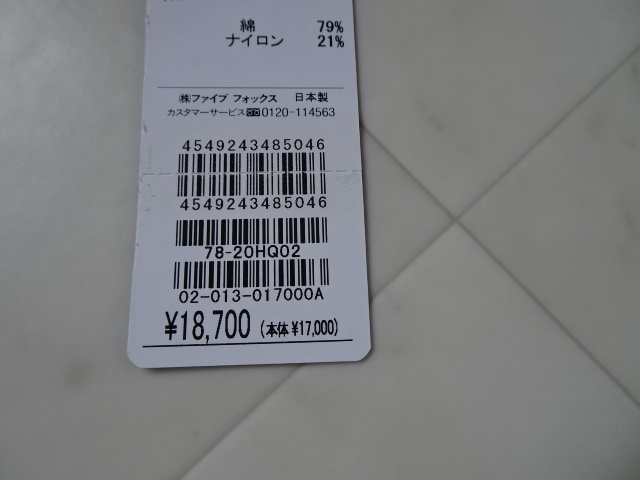 綿 79%
ナイロン 21%
㈱ファイブ フォックス 日本製
カスタマーサービス 0120-114563
4549243485046
4549243485046
78-20HQ02
02-013-017000A
¥18,700 (本体 ¥17,000)